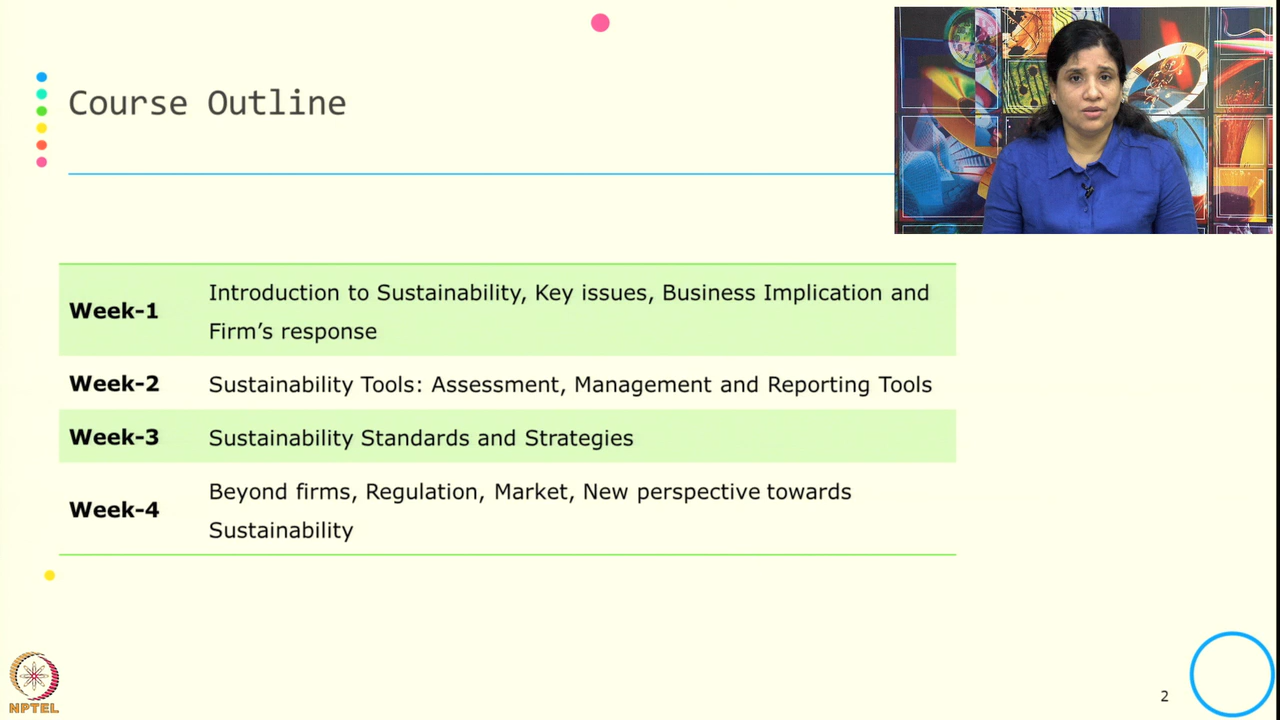 Course Outline
Week-1
Introduction to Sustainability, Key issues, Business Implication and
Firm’s response
Week-2
Sustainability Tools: Assessment, Management and Reporting Tools
Week-3
Sustainability Standards and Strategies
Week-4
Beyond firms, Regulation, Market, New perspective towards
Sustainability
NPTEL
2